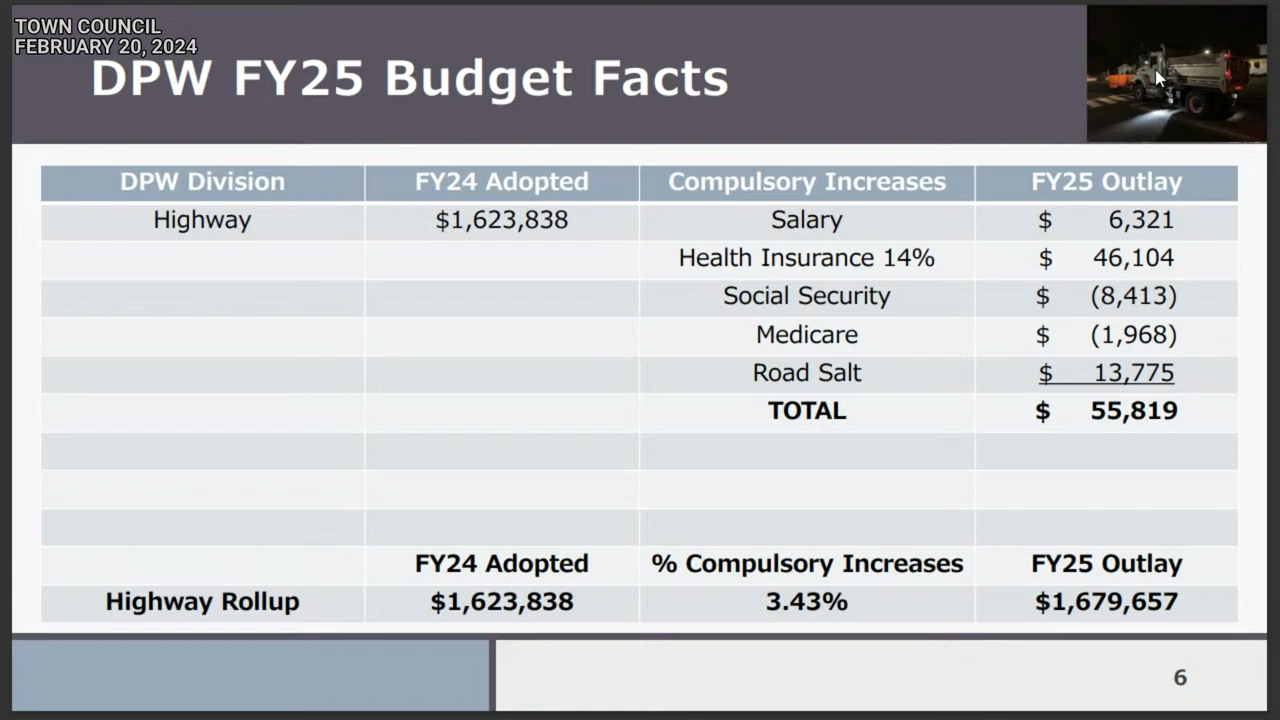 TOWN COUNCIL
FEBRUARY 20, 2024
DPW FY25 Budget Facts
DPW Division FY24 Adopted Compulsory Increases FY25 Outlay
Highway $1,623,838 Salary $ 6,321
Health Insurance 14% $ 46,104
Social Security $ (8,413)
Medicare $ (1,968)
Road Salt $ 13,775
TOTAL $ 55,819
FY24 Adopted % Compulsory Increases FY25 Outlay
Highway Rollup $1,623,838 3.43% $1,679,657
6